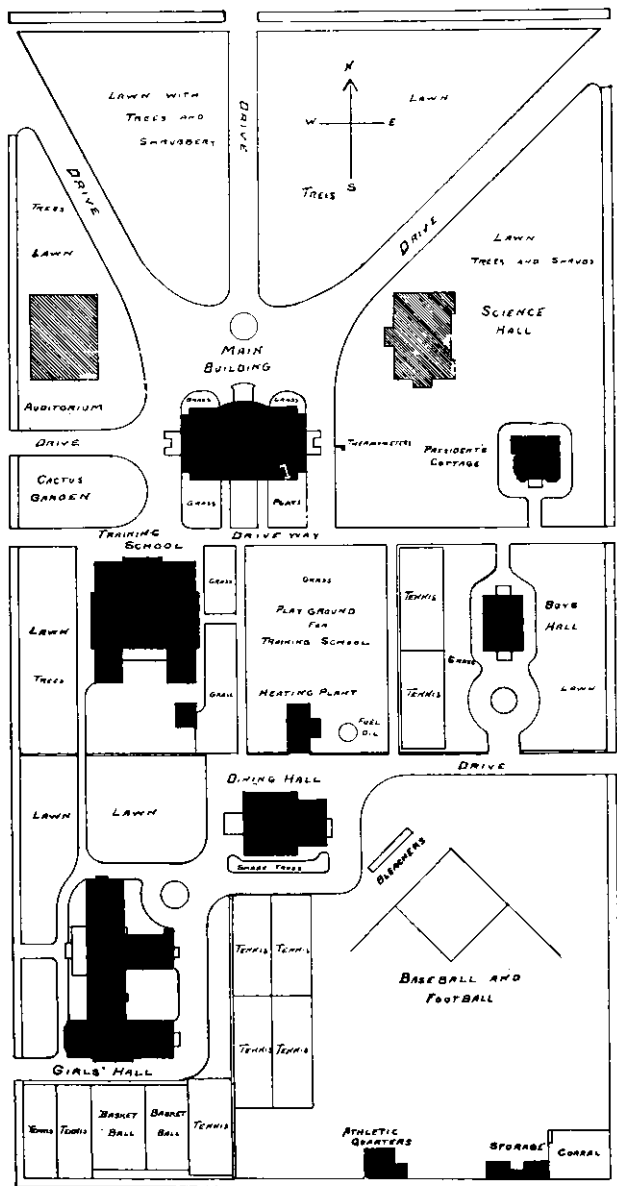 LAWN WITH
TREES AND
SHRUBBERY
DRIVE
N
W E
S
LAWN
TREES
DRIVE
TREES
LAWN
DRIVE
LAWN
TREES AND SHRUBS
SCIENCE
HALL
MAIN
BUILDING
AUDITORIUM
GRASS
GRASS
DRIVE
1
THERMOMETERS
PRESIDENT'S
COTTAGE
CACTUS
GARDEN
GRASS
PLATS
TRAINING
SCHOOL
DRIVE WAY
LAWN
TREES
GRASS
GRASS
PLAY GROUND
FOR
TRAINING SCHOOL
TENNIS
BOYS
HALL
GRASS
TENNIS
LAWN
HEATING PLANT
FUEL
OIL
DRIVE
DINING HALL
LAWN
LAWN
SHADE TREES
BLEACHERS
TENNIS
TENNIS
BASEBALL AND
FOOTBALL
TENNIS
TENNIS
GIRLS' HALL
TENNIS
TENNIS
BASKET
BALL
BASKET
BALL
TENNIS
ATHLETIC
QUARTERS
STORAGE
CORRAL